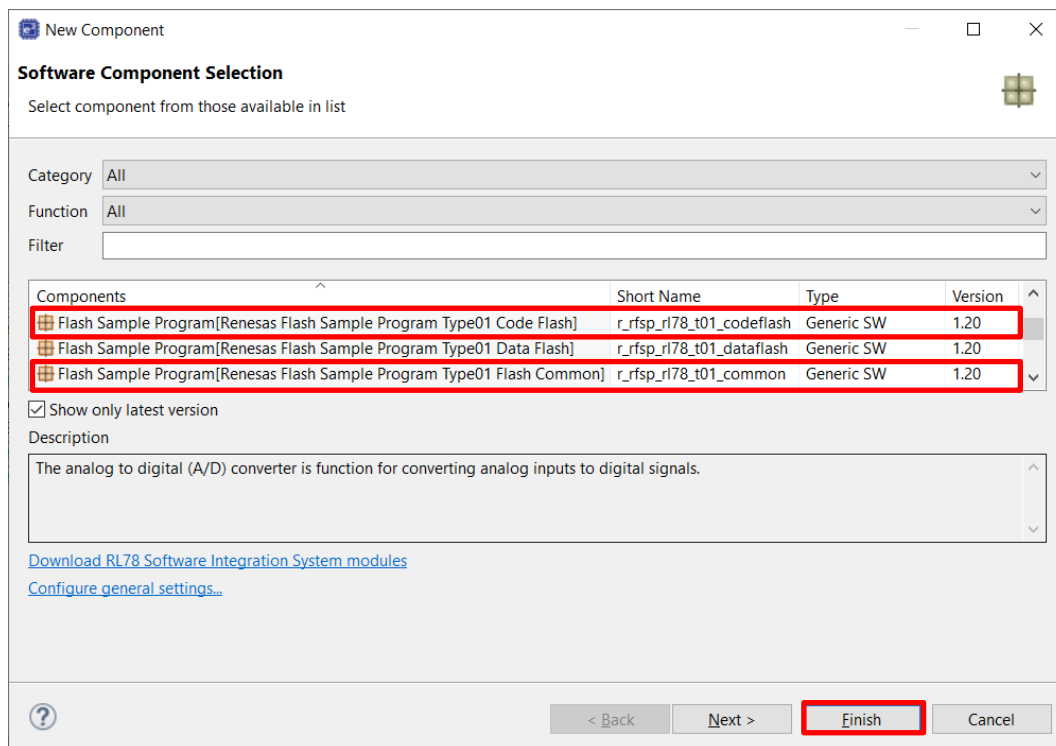 New Component
Software Component Selection
Select component from those available in list
Category All
Function All
Filter
Components Short Name Type Version
Flash Sample Program[Renesas Flash Sample Program Type01 Code Flash] r_rfsp_rl78_t01_codeflash Generic SW 1.20
Flash Sample Program[Renesas Flash Sample Program Type01 Data Flash] r_rfsp_rl78_t01_dataflash Generic SW 1.20
Flash Sample Program[Renesas Flash Sample Program Type01 Flash Common] r_rfsp_rl78_t01_common Generic SW 1.20
Show only latest version
Description
The analog to digital (A/D) converter is function for converting analog inputs to digital signals.
Download RL78 Software Integration System modules
Configure general settings...
? < Back Next > Finish Cancel